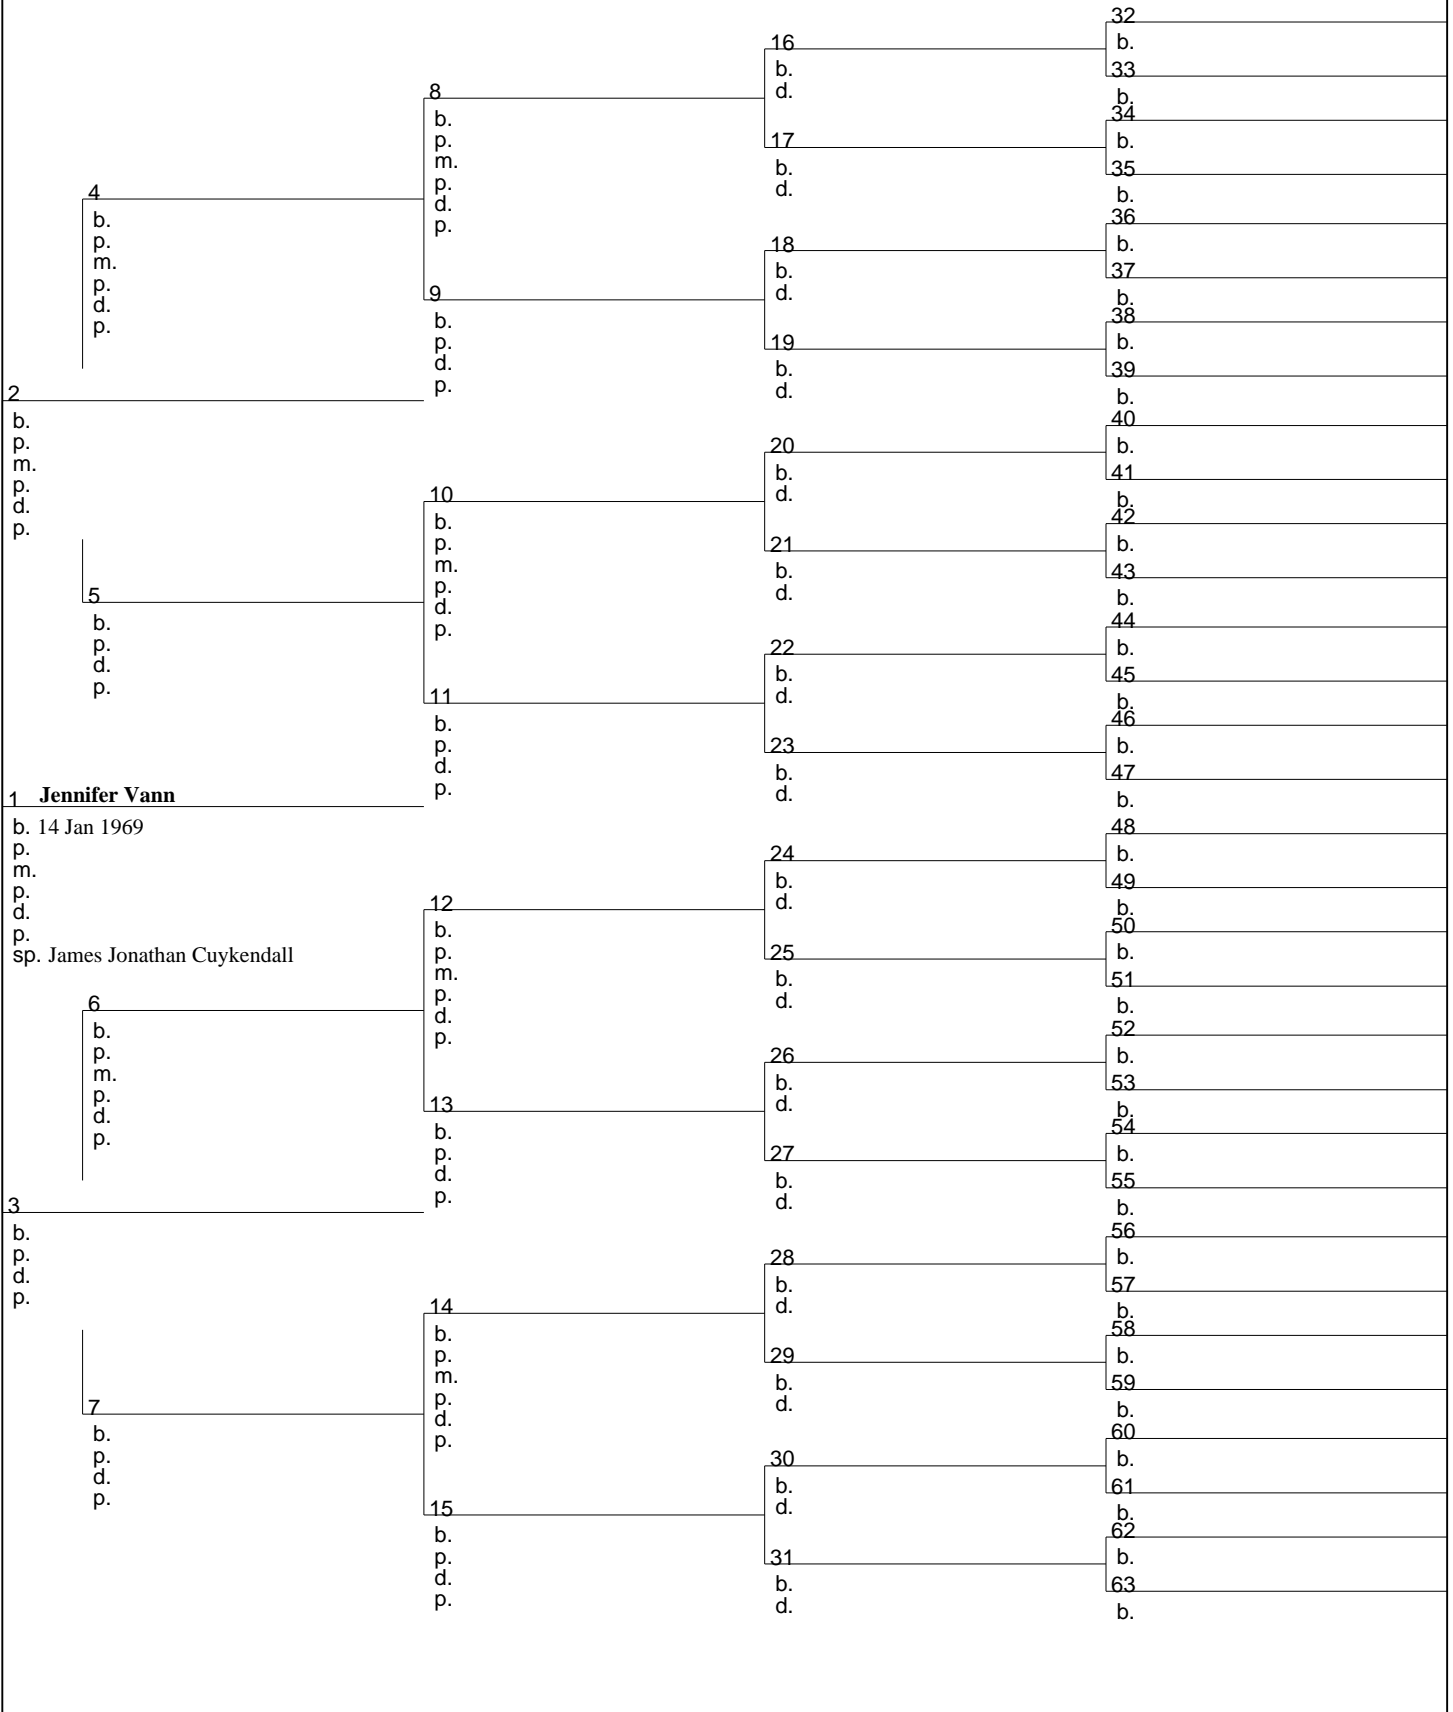 32
b.
33
b.
34
b.
35
b.
36
b.
37
b.
38
b.
39
b.
40
b.
41
b.
42
b.
43
b.
44
b.
45
b.
46
b.
47
b.
48
b.
49
b.
50
b.
51
b.
52
b.
53
b.
54
b.
55
b.
56
b.
57
b.
58
b.
59
b.
60
b.
61
b.
62
b.
63
b.
16
b.
d.
17
b.
d.
18
b.
d.
19
b.
d.
20
b.
d.
21
b.
d.
22
b.
d.
23
b.
d.
24
b.
d.
25
b.
d.
26
b.
d.
27
b.
d.
28
b.
d.
29
b.
d.
30
b.
d.
31
b.
d.
8
b.
p.
m.
p.
d.
p.
9
b.
p.
d.
p.
10
b.
p.
m.
p.
d.
p.
11
b.
p.
d.
p.
12
b.
p.
m.
p.
d.
p.
13
b.
p.
d.
p.
14
b.
p.
m.
p.
d.
p.
15
b.
p.
d.
p.
4
b.
p.
m.
p.
d.
p.
5
b.
p.
d.
p.
6
b.
p.
m.
p.
d.
p.
7
b.
p.
d.
p.
2
b.
p.
m.
p.
d.
p.
1 Jennifer Vann
b. 14 Jan 1969
p.
m.
p.
d.
p.
sp. James Jonathan Cuykendall
3
b.
p.
d.
p.